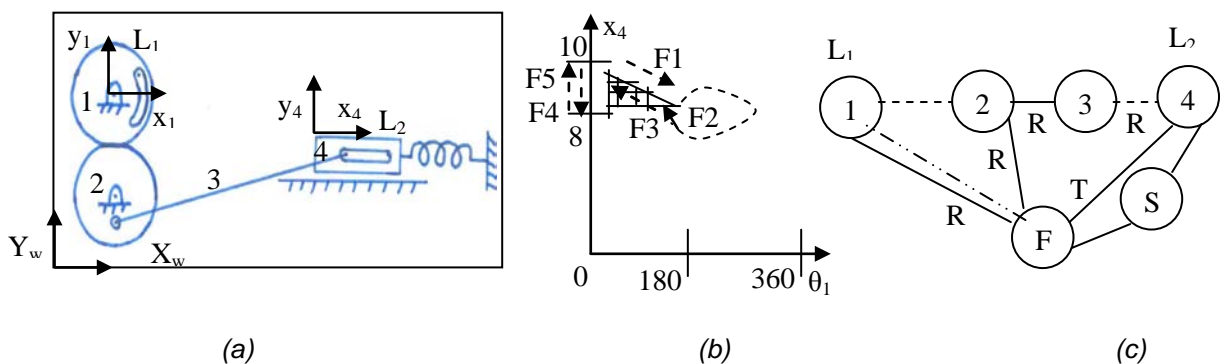 y₁ L₁
1
x₁
2
3
y₄
x₄
L₂
4
Yw
Xw
(a)
x₄
10
F1
F5
F4
F3
F2
8
0
180
360
θ₁
(b)
L₁
L₂
1
2
3
4
R
R
R
T
R
S
F
(c)